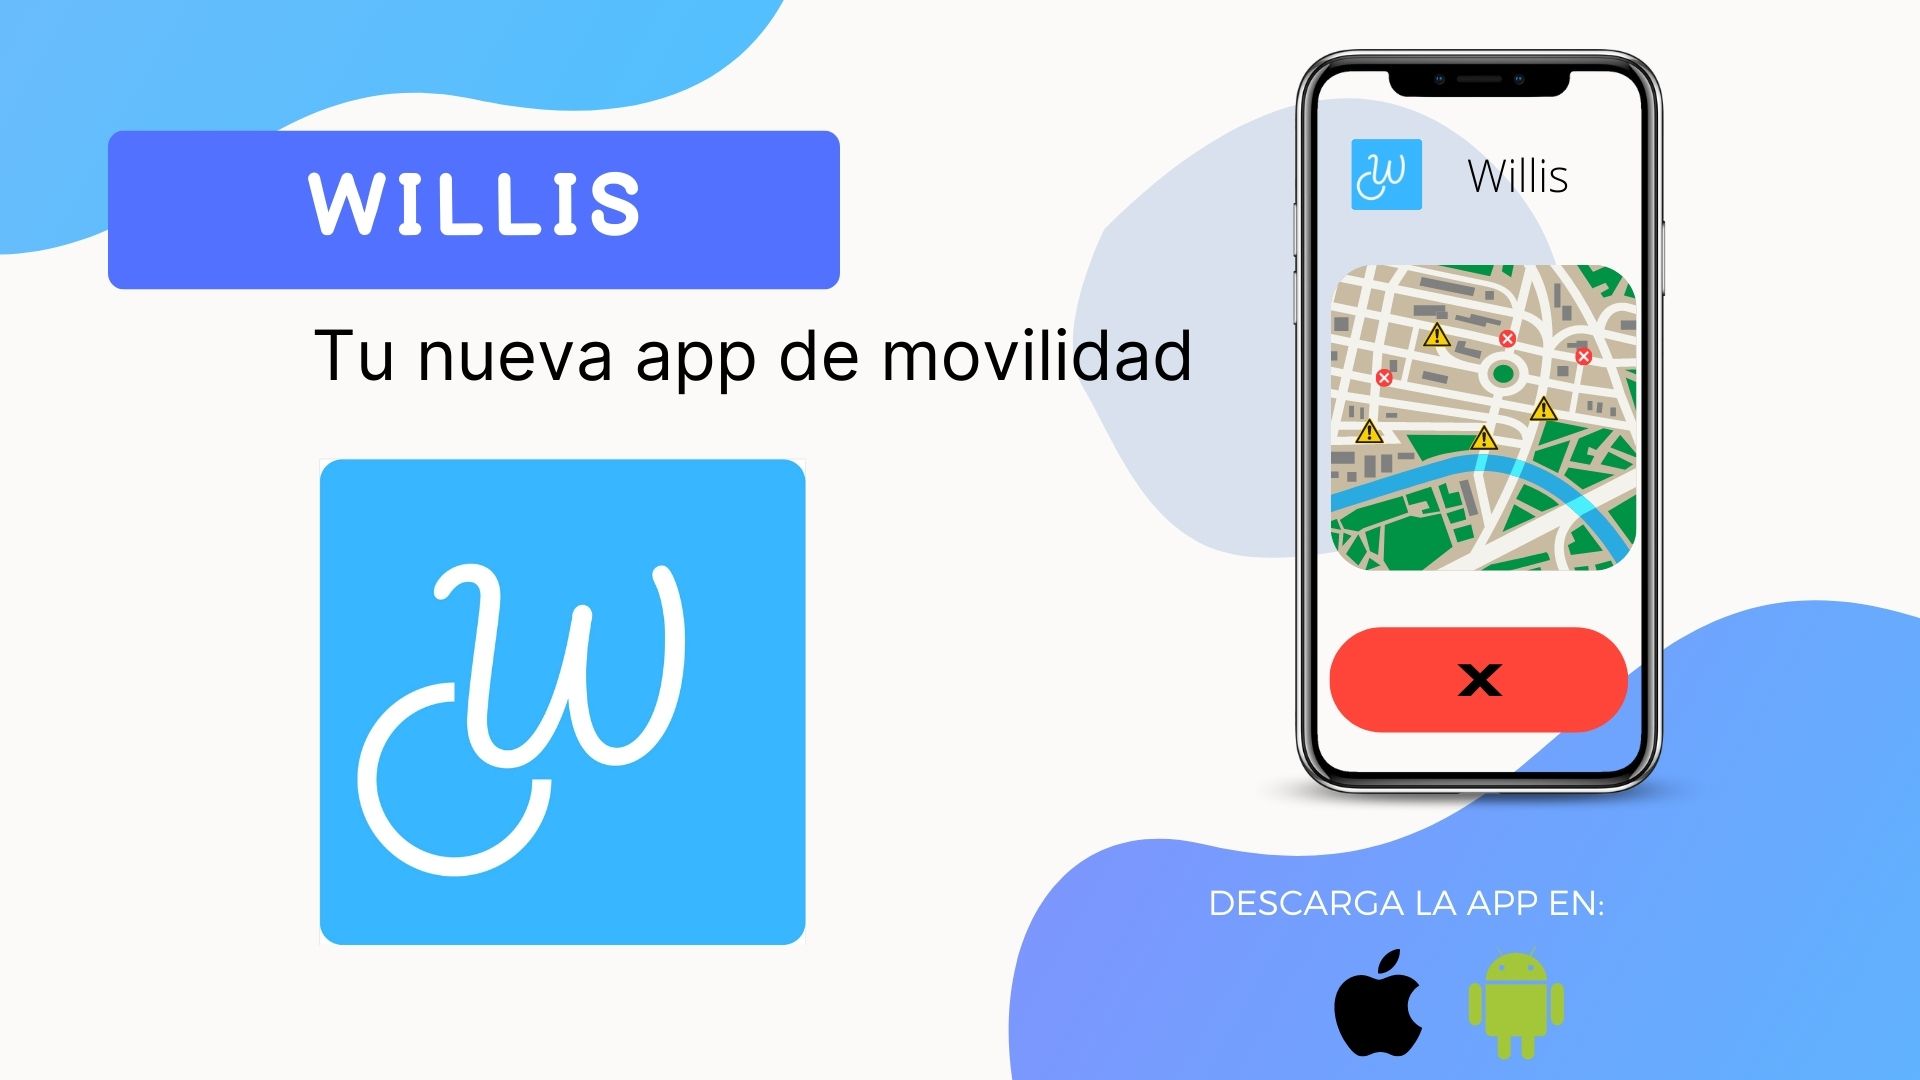 WILLIS
Tu nueva app de movilidad
W
W
Willis
X
DESCARGA LA APP EN: